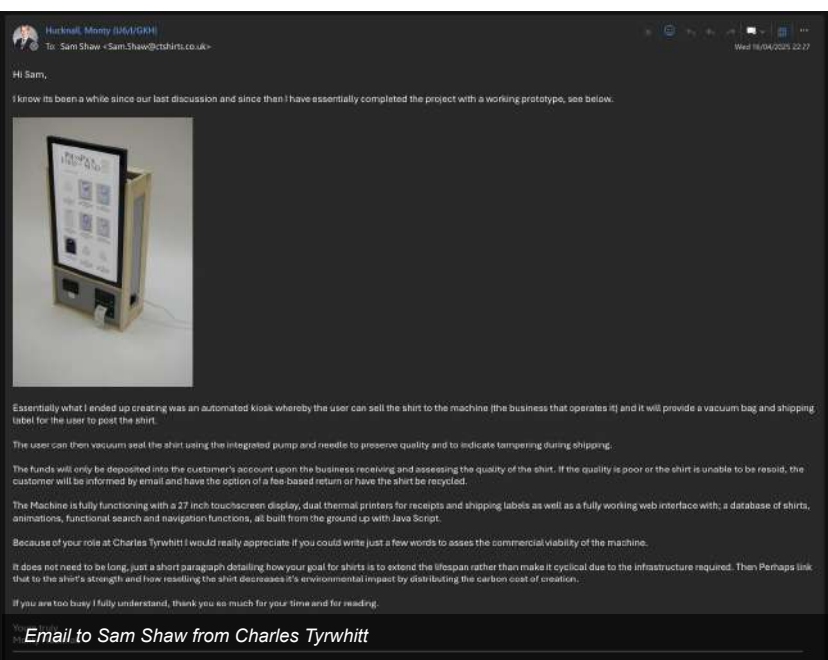 Hucknall, Monty (U6/I/GKH)
To: Sam Shaw <Sam.Shaw@ctshirts.co.uk>
Wed 16/04/2025 22:27
Hi Sam,
I know its been a while since our last discussion and since then I have essentially completed the project with a working prototype, see below.
Essentially what I ended up creating was an automated kiosk whereby the user can sell the shirt to the machine (the business that operates it) and it will provide a vacuum bag and shipping
label for the user to post the shirt.
The user can then vacuum seal the shirt using the integrated pump and needle to preserve quality and to indicate tampering during shipping.
The funds will only be deposited into the customer's account upon the business receiving and assessing the quality of the shirt. If the quality is poor or the shirt is unable to be resold, the
customer will be informed by email and have the option of a fee-based return or have the shirt be recycled.
The Machine is fully functioning with a 27 inch touchscreen display, dual thermal printers for receipts and shipping labels as well as a fully working web interface with; a database of shirts,
animations, functional search and navigation functions, all built from the ground up with Java Script.
Because of your role at Charles Tyrwhitt I would really appreciate if you could write just a few words to asses the commercial viability of the machine.
It does not need to be long, just a short paragraph detailing how your goal for shirts is to extend the lifespan rather than make it cyclical due to the infrastructure required. Then Perhaps link
that to the shirt's strength and how reselling the shirt decreases it's environmental impact by distributing the carbon cost of creation.
If you are too busy I fully understand, thank you so much for your time and for reading.
Email to Sam Shaw from Charles Tyrwhitt